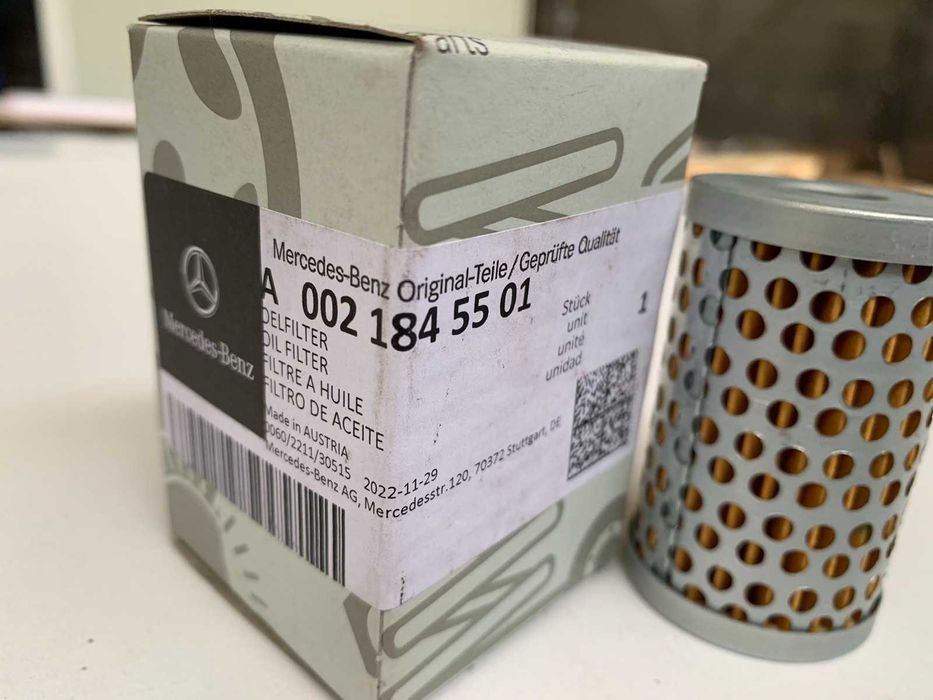 arts
Mercedes-Benz
Mercedes-Benz Original-Teile/Geprüfte Qualität
A 002 184 55 01
OELFILTER
OIL FILTER
FILTRE A HUILE
FILTRO DE ACEITE
Stück 1
unit
unite
unidad
Made in AUSTRIA
0060/2211/30515 2022-11-29
Mercedes-Benz AG, Mercedesstr.120, 70372 Stuttgart, DE